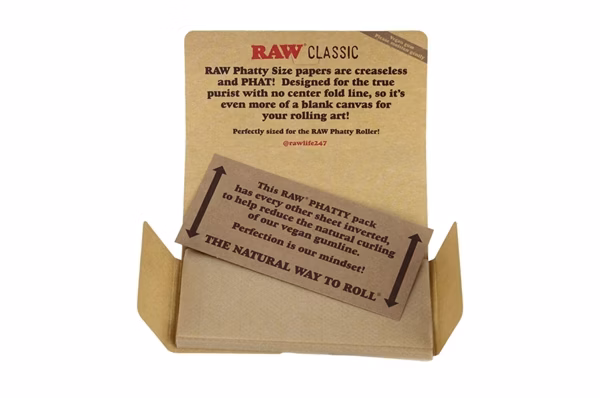 RAW® CLASSIC
RAW Phatty Size papers are creaseless
and PHAT! Designed for the true
purist with no center fold line, so it's
even more of a blank canvas for
your rolling art!
Perfectly sized for the RAW Phatty Roller!
@rawlife247
This RAW® PHATTY pack
has every other sheet inverted,
to help reduce the natural curling
of our vegan gumline.
Perfection is our mindset!
THE NATURAL WAY TO ROLL®